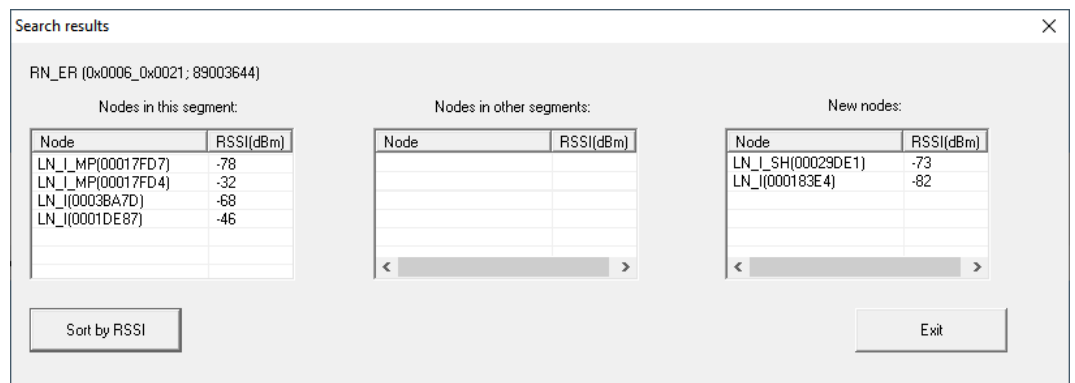 Search results
RN_ER (0x0006_0x0021; 89003644)
Nodes in this segment:
Node RSSI(dBm)
LN_I_MP(00017FD7) -78
LN_I_MP(00017FD4) -32
LN_I(0003BA7D) -68
LN_I(0001DE87) -46
Nodes in other segments:
Node RSSI(dBm)
New nodes:
Node RSSI(dBm)
LN_I_SH(00029DE1) -73
LN_I(000183E4) -82
Sort by RSSI
Exit